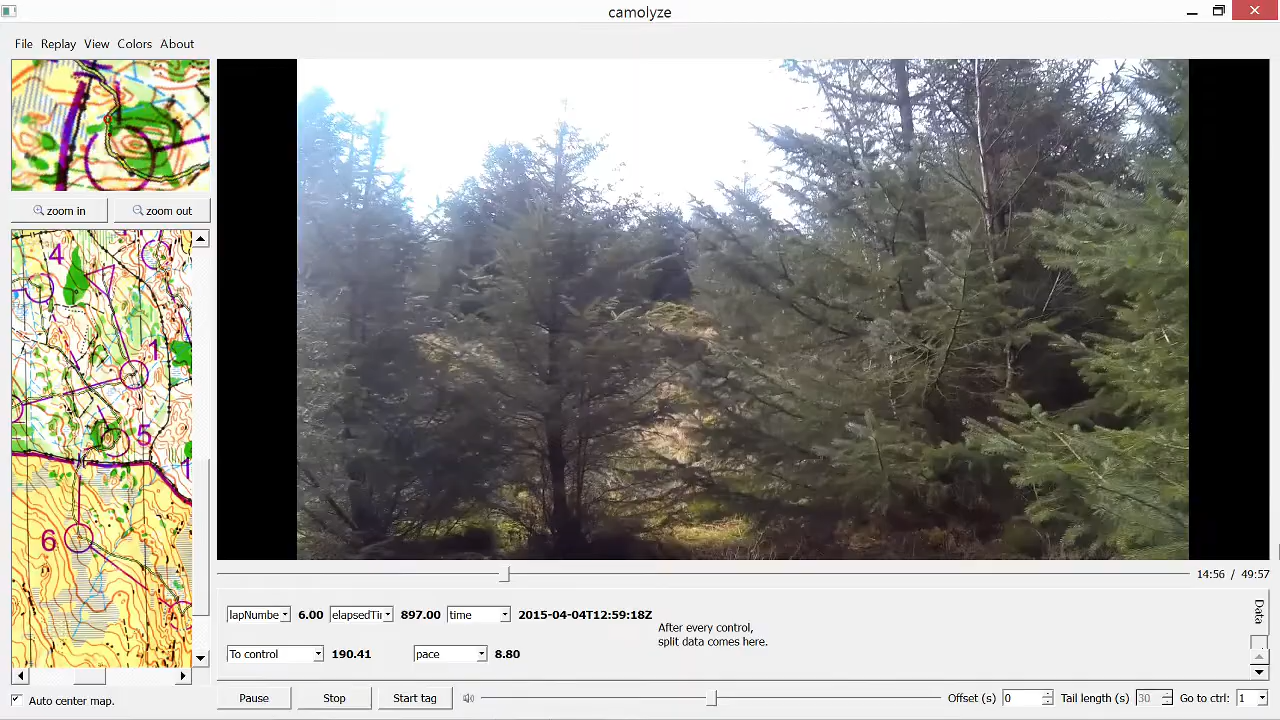 camolyze
File Replay View Colors About
zoom in zoom out
4
1
5
6
14:56 / 49:57
lapNumbe 6.00 elapsedTi 897.00 time 2015-04-04T12:59:18Z
After every control,
split data comes here.
To control 190.41 pace 8.80
Data
Auto center map.
Pause Stop Start tag Offset (s) 0 Tail length (s) 30 Go to ctrl: 1